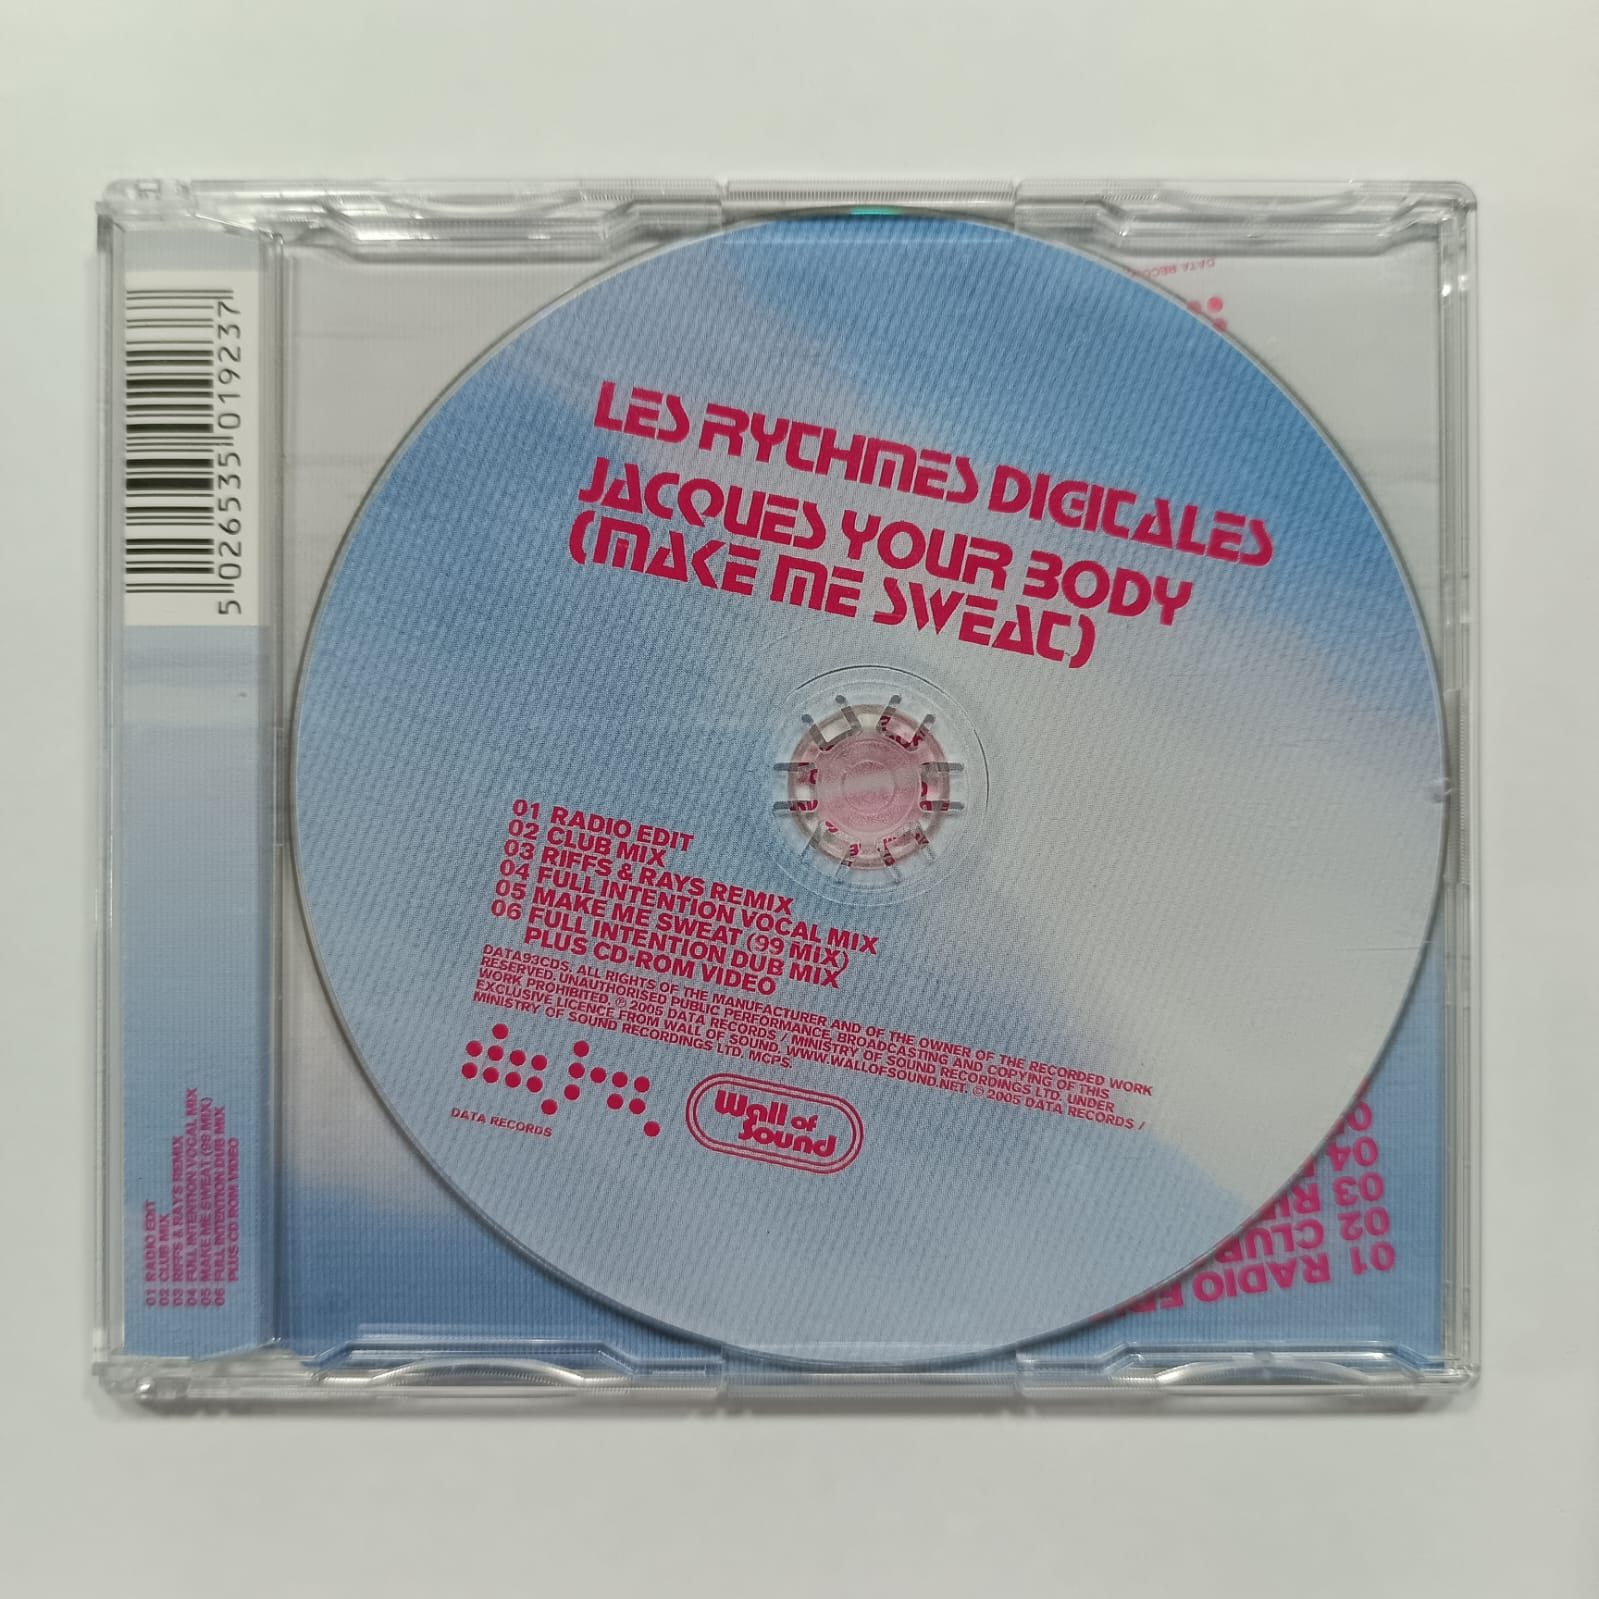 LES RYTHMES DIGITALES
JACQUES YOUR BODY
(MAKE ME SWEAT)
01 RADIO EDIT
02 CLUB MIX
03 RIFFS & RAYS REMIX
04 FULL INTENTION VOCAL MIX
05 MAKE ME SWEAT (99 MIX)
06 FULL INTENTION DUB MIX
PLUS CD-ROM VIDEO
DATA93CDS. ALL RIGHTS OF THE MANUFACTURER AND OF THE OWNER OF THE RECORDED WORK
RESERVED. UNAUTHORISED PUBLIC PERFORMANCE, BROADCASTING AND COPYING OF THIS
WORK PROHIBITED. ℗ 2005 DATA RECORDS / MINISTRY OF SOUND RECORDINGS LTD. UNDER
EXCLUSIVE LICENCE FROM WALL OF SOUND. WWW.WALLOFSOUND.NET. © 2005 DATA RECORDS /
MINISTRY OF SOUND RECORDINGS LTD. MCPS.
data
DATA RECORDS
Wall of
Sound
5 026535 019237
01 RADIO EDIT
02 CLUB MIX
03 RIFFS & RAYS REMIX
04 FULL INTENTION VOCAL MIX
05 MAKE ME SWEAT (99 MIX)
06 FULL INTENTION DUB MIX
PLUS CD ROM VIDEO
01 RADIO
02 CLUB
03
04
DATA